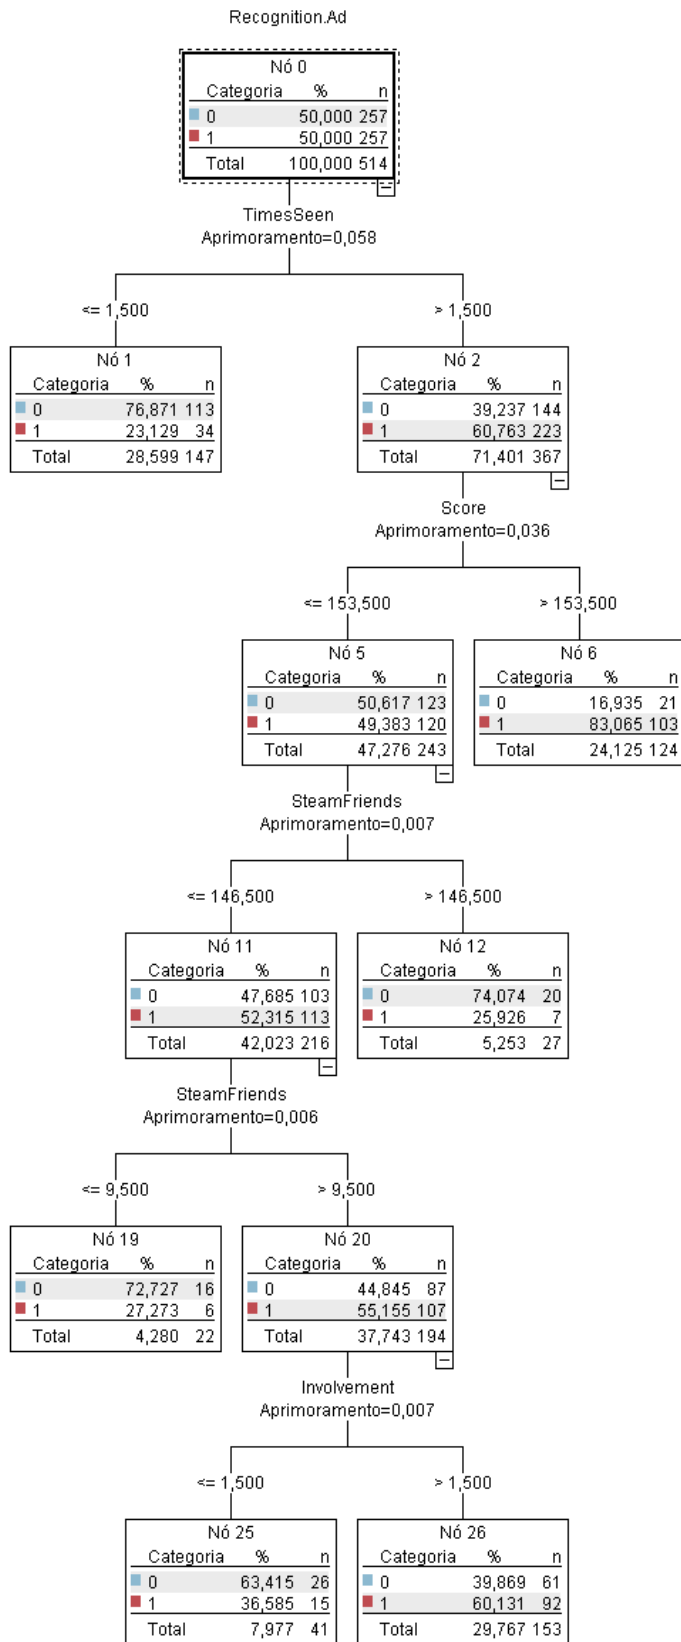 Recognition.Ad
Nó 0
Categoria % n
0 50,000 257
1 50,000 257
Total 100,000 514
TimesSeen
Aprimoramento=0,058
<= 1,500
> 1,500
Nó 1
Categoria % n
0 76,871 113
1 23,129 34
Total 28,599 147
Nó 2
Categoria % n
0 39,237 144
1 60,763 223
Total 71,401 367
Score
Aprimoramento=0,036
<= 153,500
> 153,500
Nó 5
Categoria % n
0 50,617 123
1 49,383 120
Total 47,276 243
Nó 6
Categoria % n
0 16,935 21
1 83,065 103
Total 24,125 124
SteamFriends
Aprimoramento=0,007
<= 146,500
> 146,500
Nó 11
Categoria % n
0 47,685 103
1 52,315 113
Total 42,023 216
Nó 12
Categoria % n
0 74,074 20
1 25,926 7
Total 5,253 27
SteamFriends
Aprimoramento=0,006
<= 9,500
> 9,500
Nó 19
Categoria % n
0 72,727 16
1 27,273 6
Total 4,280 22
Nó 20
Categoria % n
0 44,845 87
1 55,155 107
Total 37,743 194
Involvement
Aprimoramento=0,007
<= 1,500
> 1,500
Nó 25
Categoria % n
0 63,415 26
1 36,585 15
Total 7,977 41
Nó 26
Categoria % n
0 39,869 61
1 60,131 92
Total 29,767 153